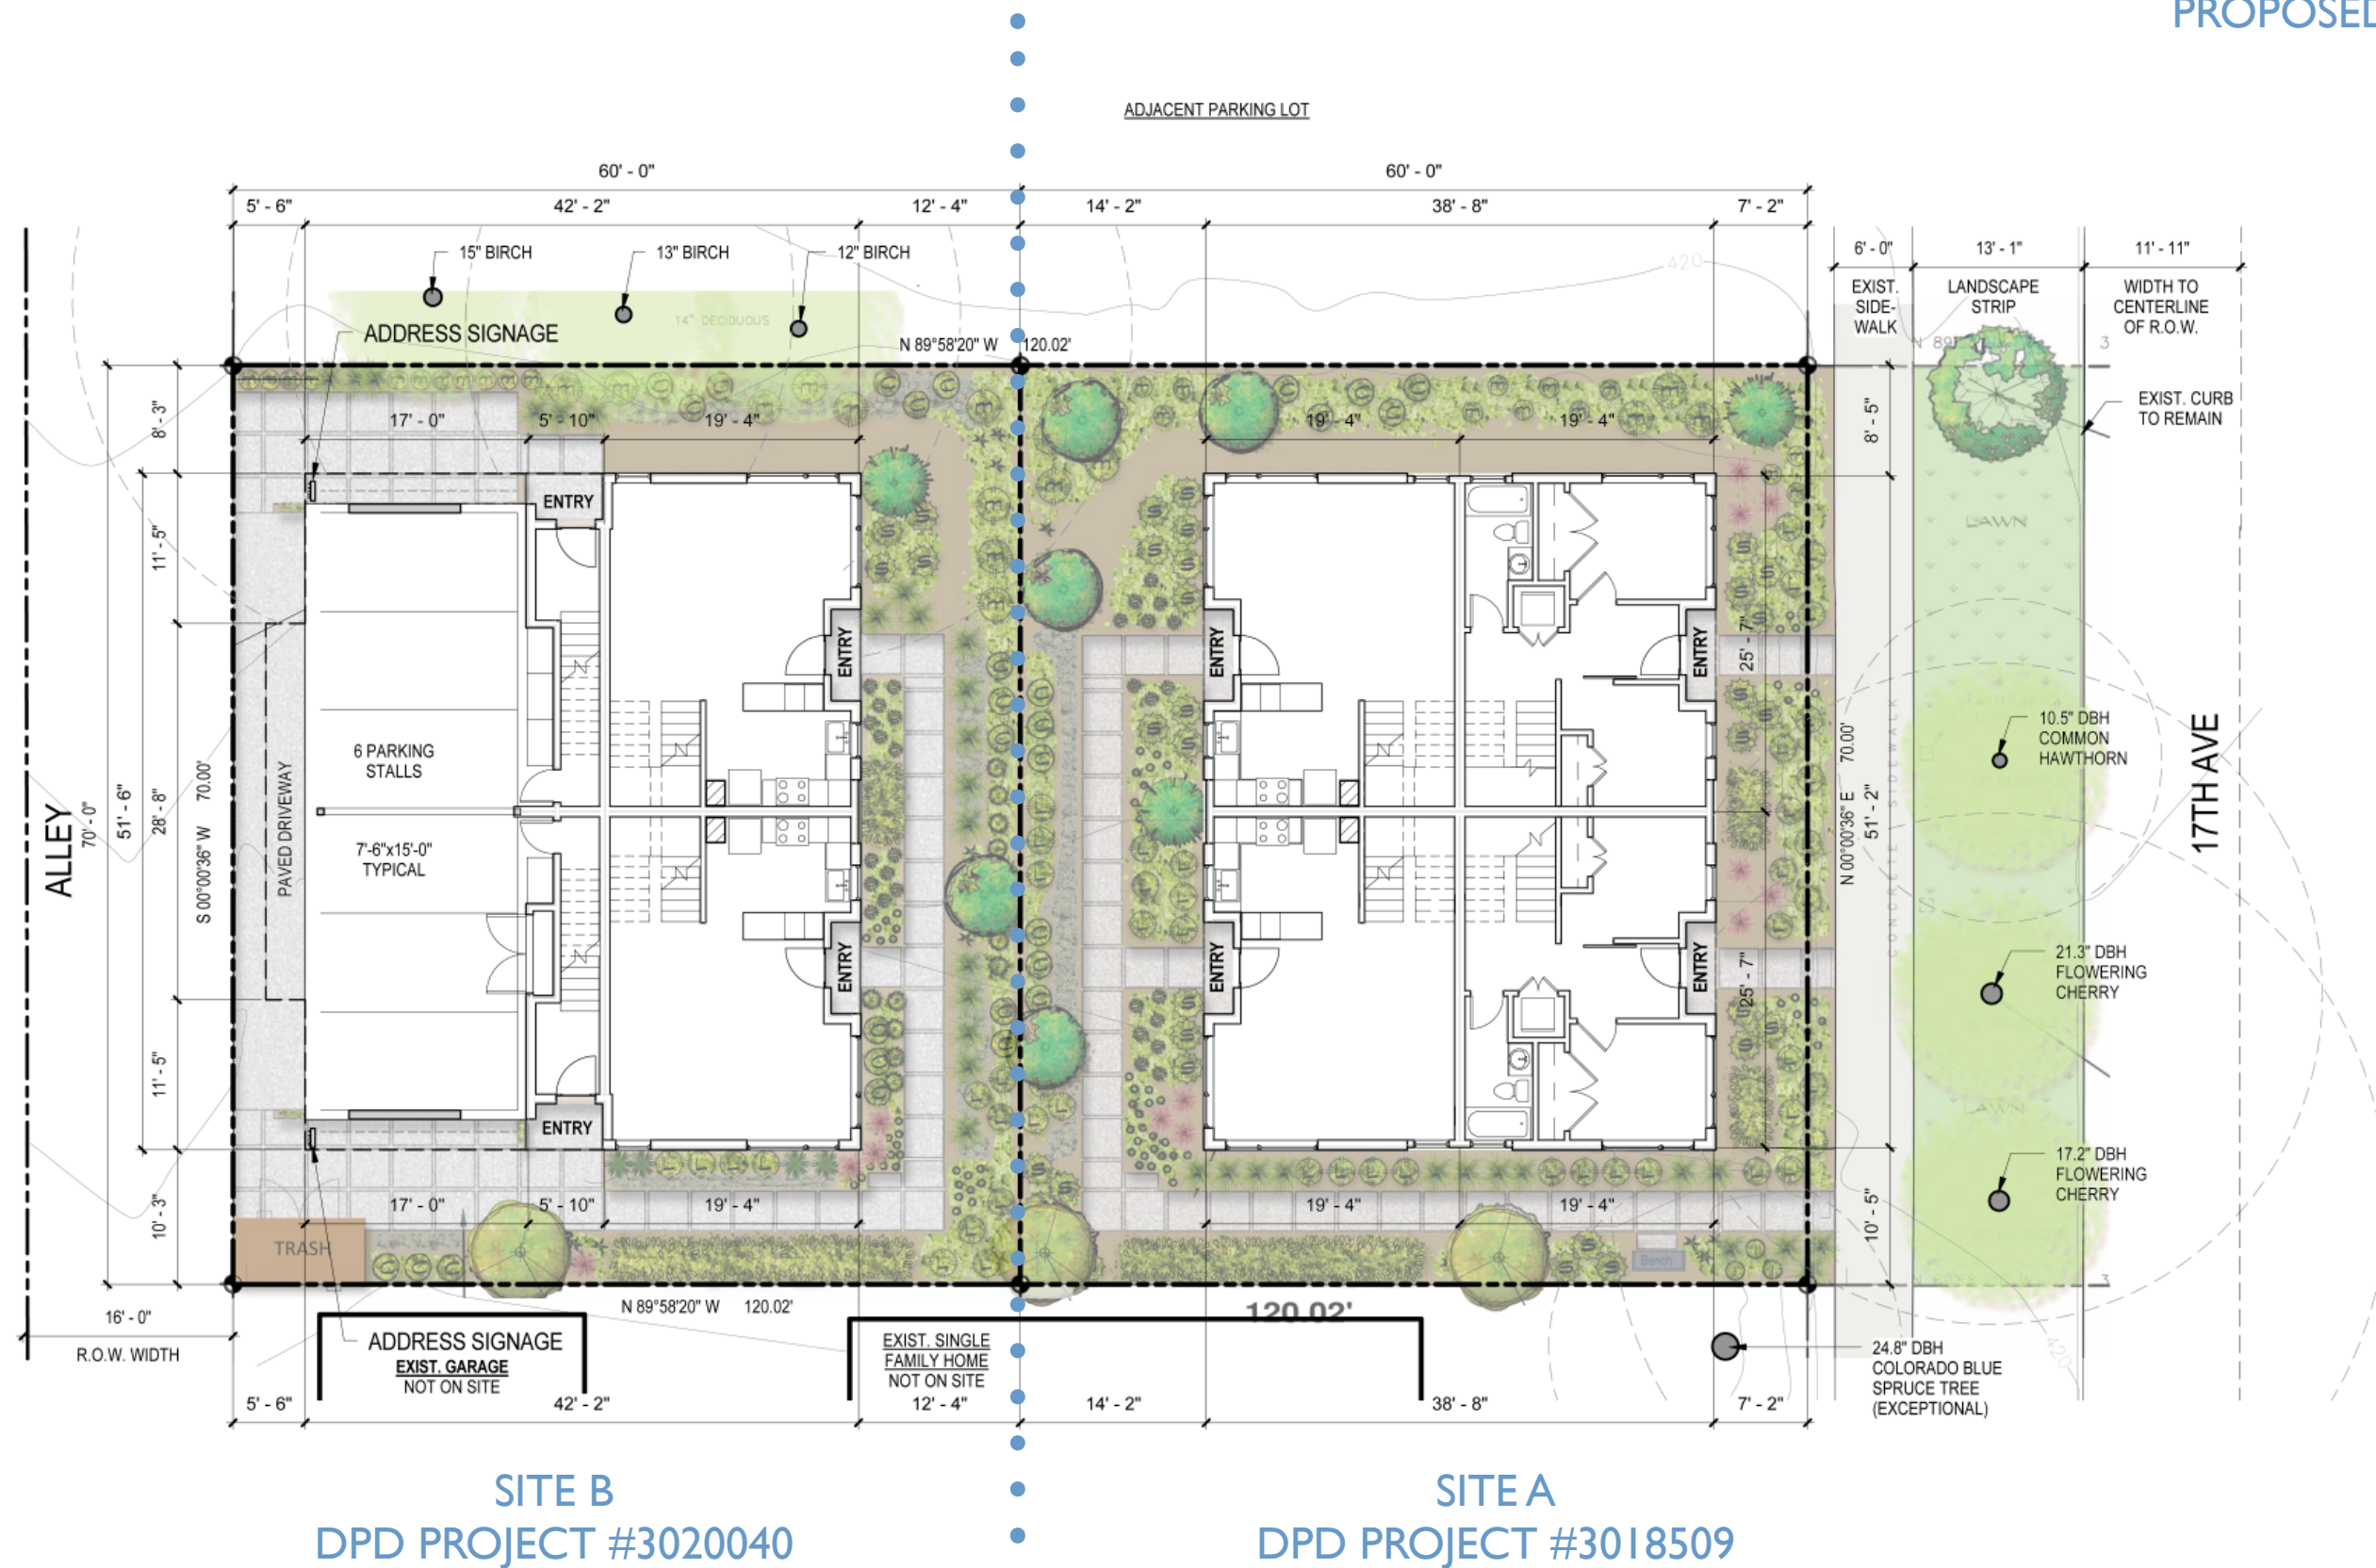 PROPOSED
ADJACENT PARKING LOT
60' - 0"
60' - 0"
5' - 6"
42' - 2"
12' - 4"
14' - 2"
38' - 8"
7' - 2"
15" BIRCH
13" BIRCH
12" BIRCH
6' - 0"
13' - 1"
11' - 11"
420
EXIST.
SIDE-
WALK
LANDSCAPE
STRIP
WIDTH TO
CENTERLINE
OF R.O.W.
14" DECIDUOUS
ADDRESS SIGNAGE
N 89°58'20" W 120.02'
N 89
3
EXIST. CURB
TO REMAIN
8' - 3"
17' - 0"
5' - 10"
19' - 4"
19' - 4"
19' - 4"
8' - 5"
ENTRY
LAWN
11' - 5"
ENTRY
ENTRY
ENTRY
25' - 7"
10.5" DBH
COMMON
HAWTHORN
6 PARKING
STALLS
PAVED DRIVEWAY
7'-6"x15'-0"
TYPICAL
ALLEY
70' - 0"
51' - 6"
28' - 8"
S 00°00'36" W 70.00'
N 00°00'36" E 70.00'
51' - 2"
CONCRETE SIDEWALK
17TH AVE
ENTRY
ENTRY
ENTRY
25' - 7"
21.3" DBH
FLOWERING
CHERRY
11' - 5"
ENTRY
LAWN
17.2" DBH
FLOWERING
CHERRY
10' - 3"
17' - 0"
5' - 10"
19' - 4"
19' - 4"
19' - 4"
10' - 5"
TRASH
Bench
3
16' - 0"
R.O.W. WIDTH
N 89°58'20" W 120.02'
120.02'
ADDRESS SIGNAGE
EXIST. GARAGE
NOT ON SITE
EXIST. SINGLE
FAMILY HOME
NOT ON SITE
24.8" DBH
COLORADO BLUE
SPRUCE TREE
(EXCEPTIONAL)
420
5' - 6"
42' - 2"
12' - 4"
14' - 2"
38' - 8"
7' - 2"
SITE B
DPD PROJECT #3020040
SITE A
DPD PROJECT #3018509